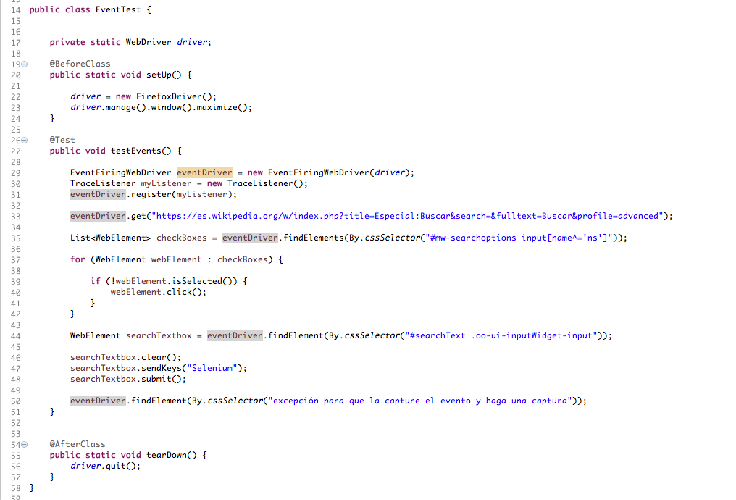 14 public class EventTest {
15
16
17 private static WebDriver driver;
18
19 @BeforeClass
20 public static void setUp() {
21
22 driver = new FirefoxDriver();
23 driver.manage().window().maximize();
24 }
25
26 @Test
27 public void testEvents() {
28
29 EventFiringWebDriver eventDriver = new EventFiringWebDriver(driver);
30 TraceListener myListener = new TraceListener();
31 eventDriver.register(myListener);
32
33 eventDriver.get("https://es.wikipedia.org/w/index.php?title=Especial:Buscar&search=&fulltext=Buscar&profile=advanced");
34
35 List<WebElement> checkBoxes = eventDriver.findElements(By.cssSelector("#mw-searchoptions input[name^='ns']"));
36
37 for (WebElement webElement : checkBoxes) {
38
39 if (!webElement.isSelected()) {
40 webElement.click();
41 }
42 }
43
44 WebElement searchTextbox = eventDriver.findElement(By.cssSelector("#searchText .oo-ui-inputWidget-input"));
45
46 searchTextbox.clear();
47 searchTextbox.sendKeys("Selenium");
48 searchTextbox.submit();
49
50 eventDriver.findElement(By.cssSelector("excepción para que la capture el evento y haga una captura"));
51 }
52
53
54 @AfterClass
55 public static void tearDown() {
56 driver.quit();
57 }
58 }